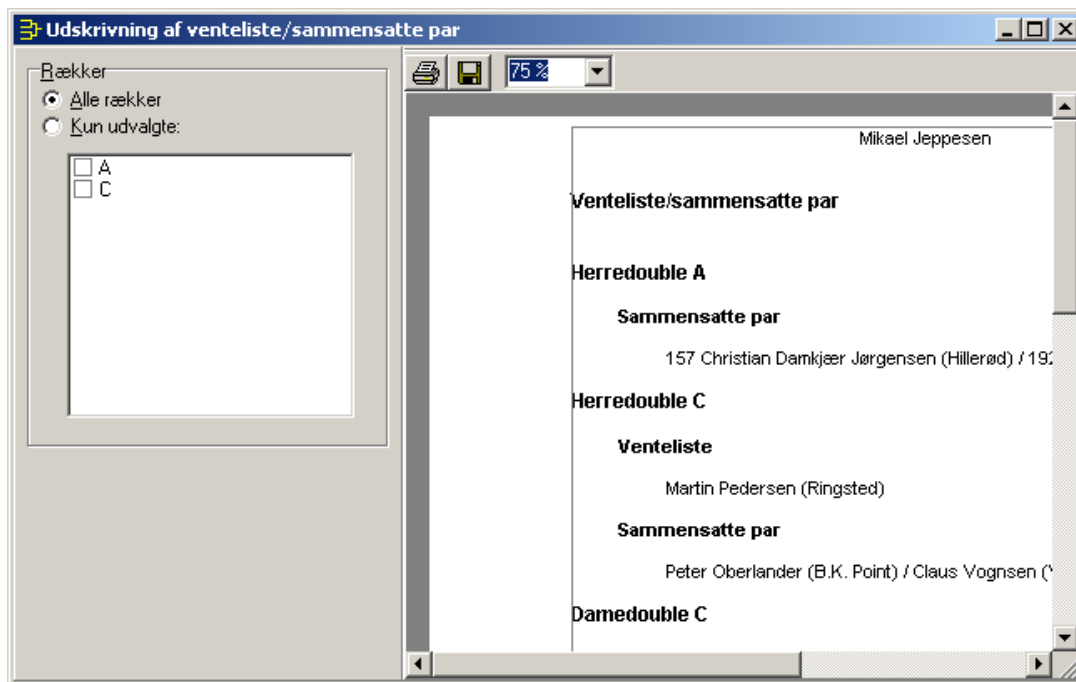 Udskrivning af venteliste/sammensatte par
Rækker
Alle rækker
Kun udvalgte:
A
C
75 %
Mikael Jeppesen
Venteliste/sammensatte par
Herredouble A
Sammensatte par
157 Christian Damkjær Jørgensen (Hillerød) / 192
Herredouble C
Venteliste
Martin Pedersen (Ringsted)
Sammensatte par
Peter Oberlander (B.K. Point) / Claus Vognsen (
Damedouble C